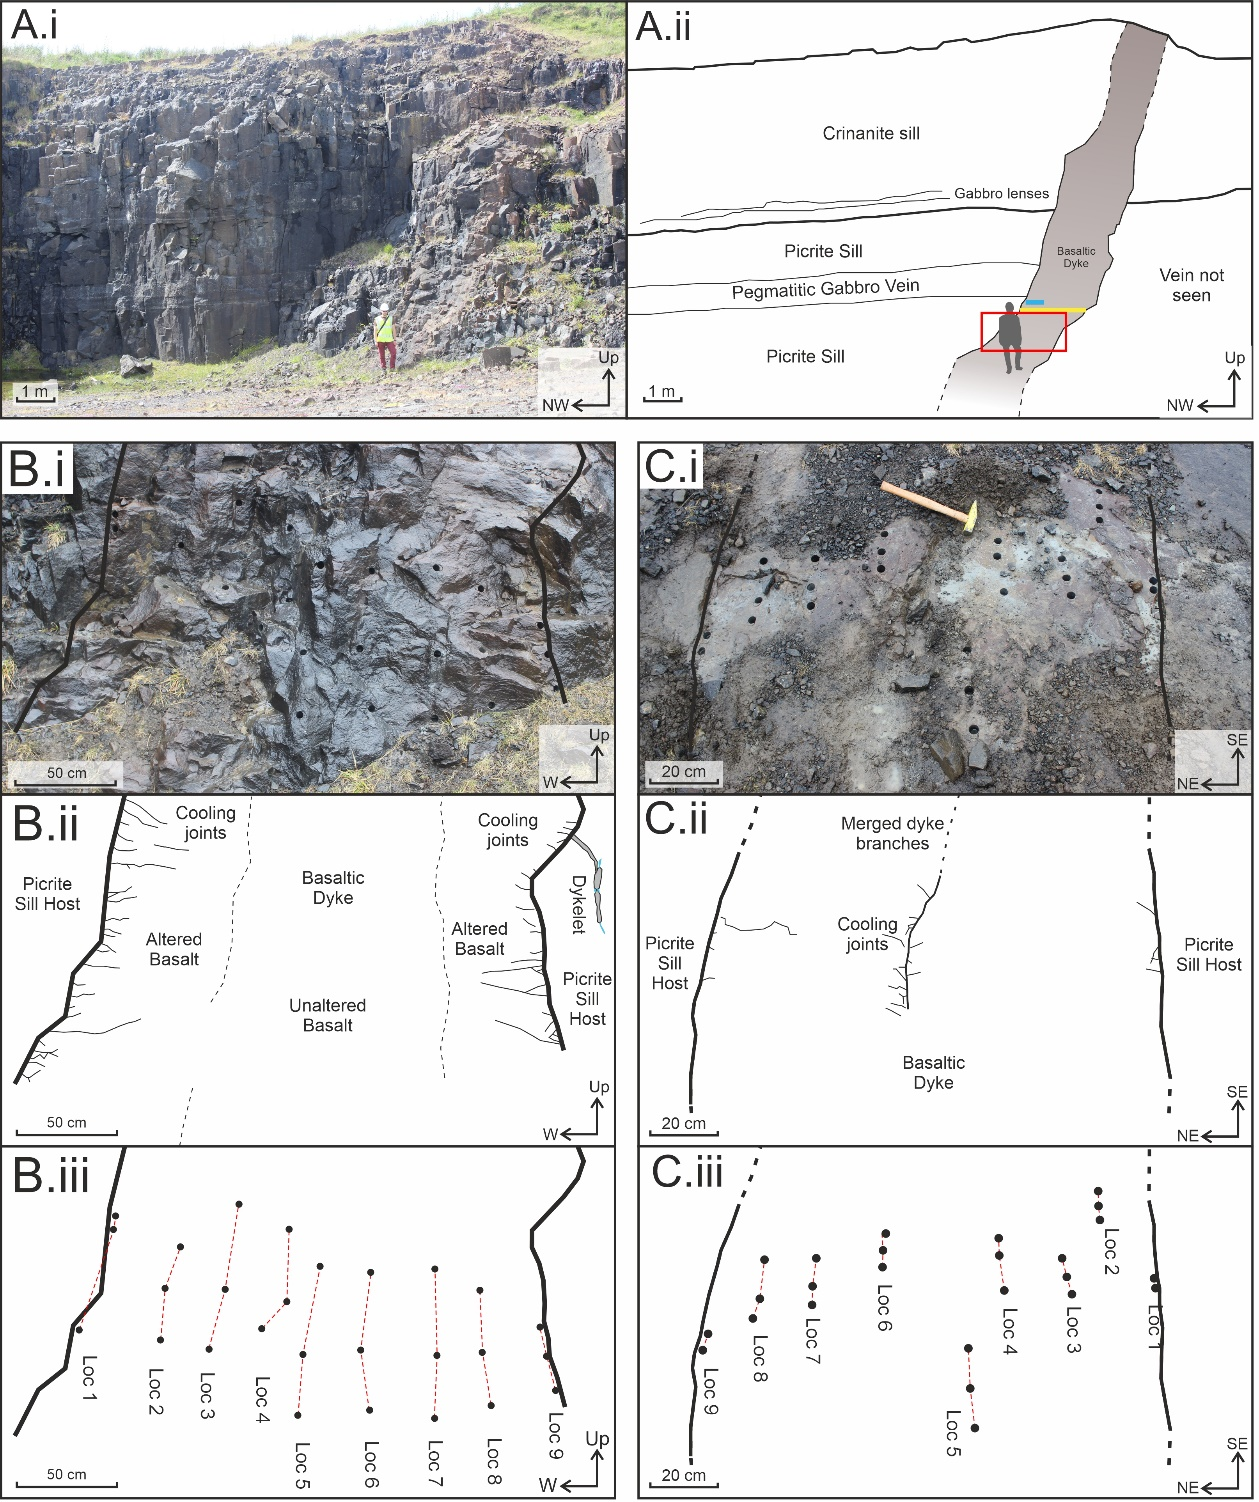 A.i
1 m
Up
NW
A.ii
Crinanite sill
Gabbro lenses
Picrite Sill
Basaltic
Dyke
Pegmatitic Gabbro Vein
Vein not
seen
Picrite Sill
1 m
Up
NW
B.i
50 cm
Up
W
C.i
20 cm
SE
NE
B.ii
Cooling
joints
Cooling
joints
Picrite
Sill Host
Basaltic
Dyke
Dykelet
Altered
Basalt
Altered
Basalt
Unaltered
Basalt
Picrite
Sill
Host
50 cm
Up
W
C.ii
Merged dyke
branches
Cooling
joints
Picrite
Sill
Host
Picrite
Sill Host
Basaltic
Dyke
20 cm
SE
NE
B.iii
Loc 1
Loc 2
Loc 3
Loc 4
Loc 5
Loc 6
Loc 7
Loc 8
Loc 9
50 cm
Up
W
C.iii
Loc 9
Loc 8
Loc 7
Loc 6
Loc 5
Loc 4
Loc 3
Loc 2
Loc 1
20 cm
SE
NE